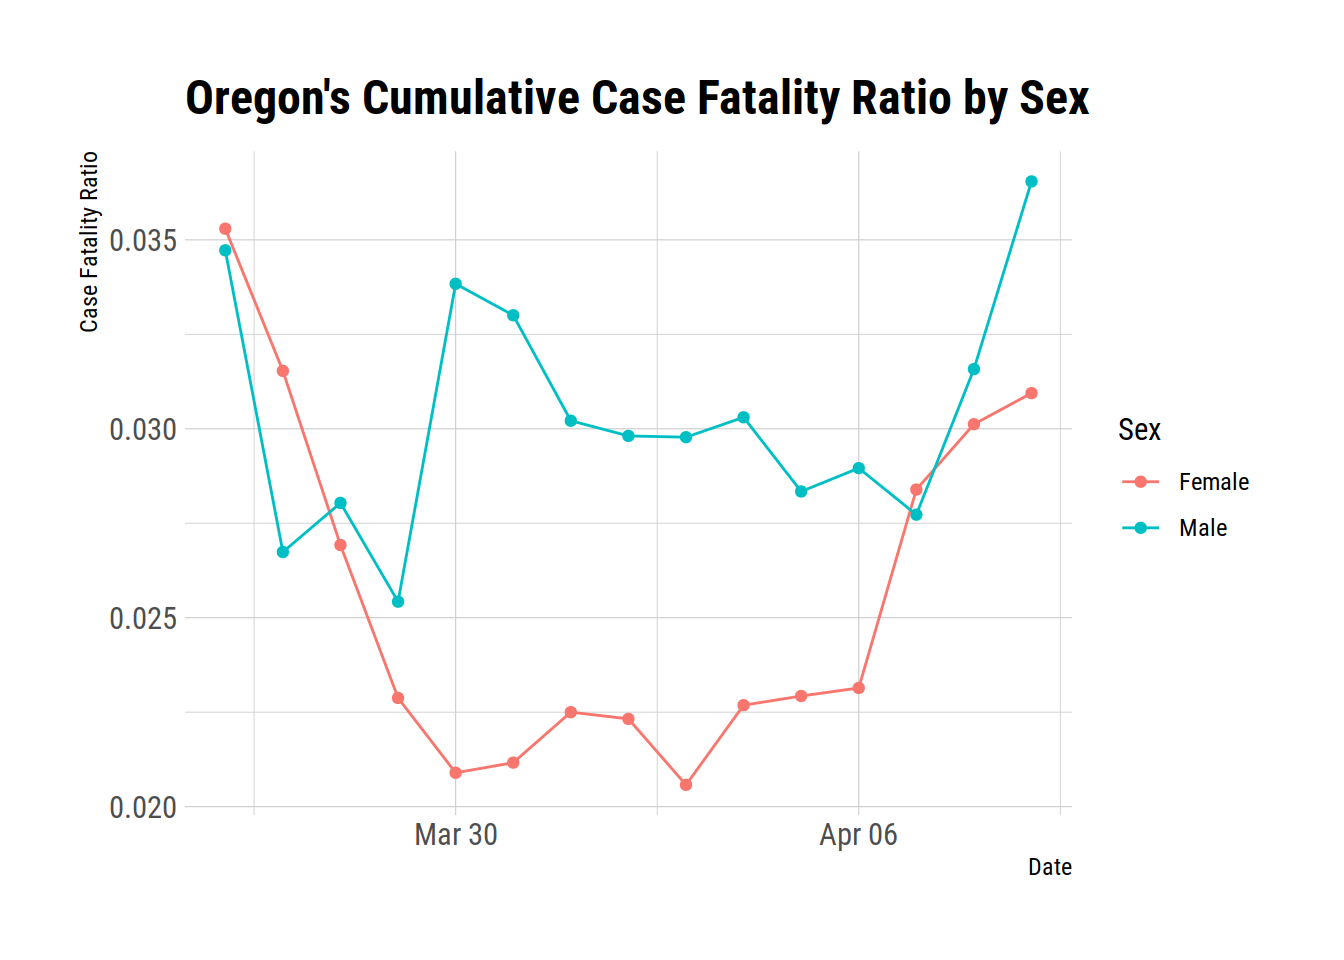 Oregon's Cumulative Case Fatality Ratio by Sex
Case Fatality Ratio
0.035
0.030
0.025
0.020
Mar 30
Apr 06
Date
Sex
Female
Male